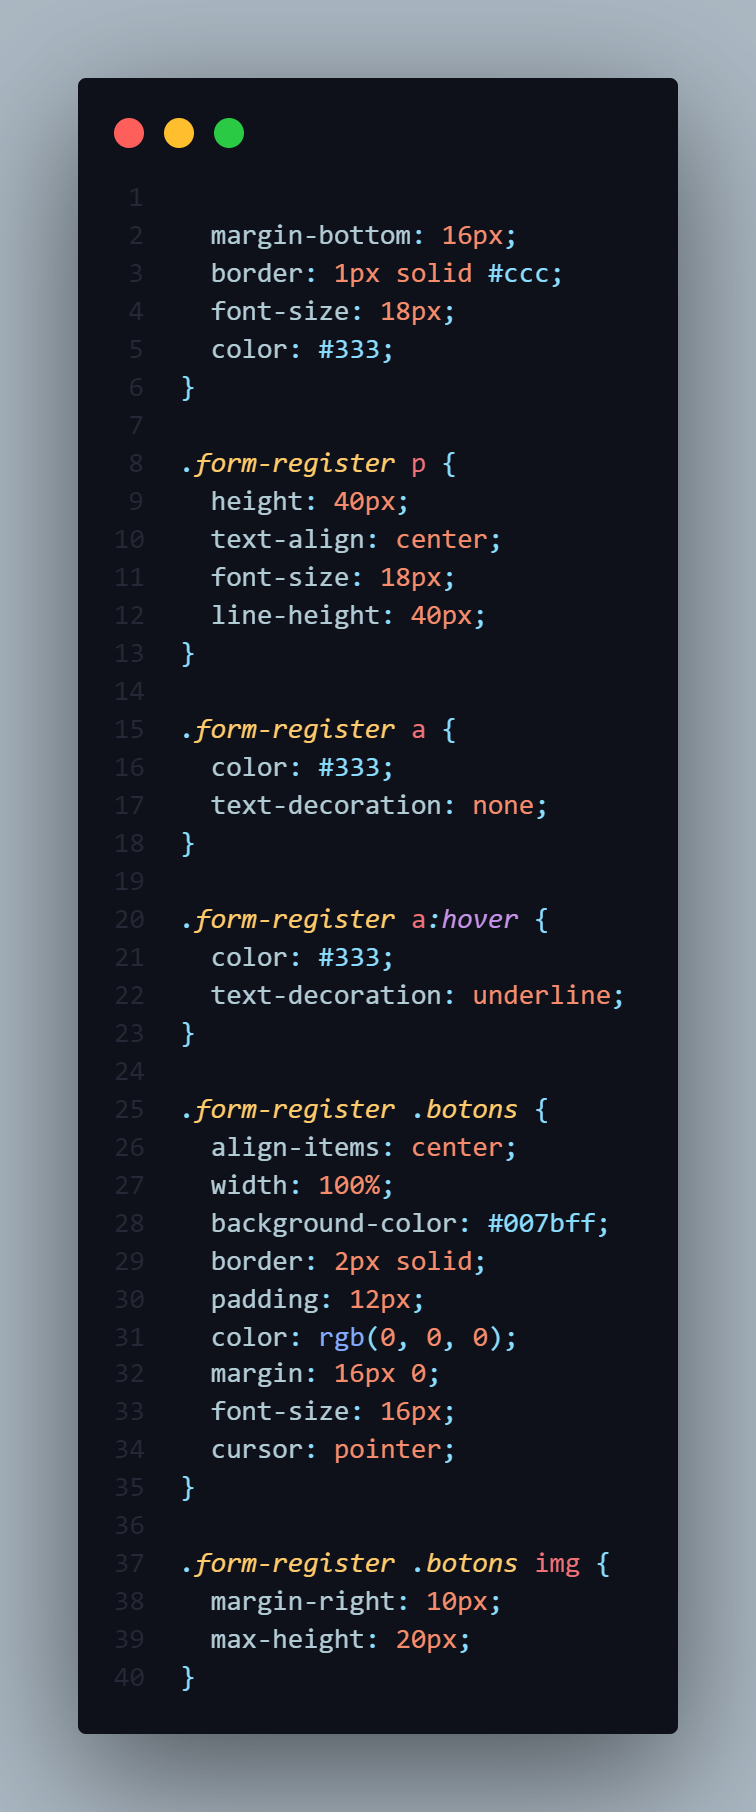 1
2 margin-bottom: 16px;
3 border: 1px solid #ccc;
4 font-size: 18px;
5 color: #333;
6 }
7
8 .form-register p {
9 height: 40px;
10 text-align: center;
11 font-size: 18px;
12 line-height: 40px;
13 }
14
15 .form-register a {
16 color: #333;
17 text-decoration: none;
18 }
19
20 .form-register a:hover {
21 color: #333;
22 text-decoration: underline;
23 }
24
25 .form-register .botons {
26 align-items: center;
27 width: 100%;
28 background-color: #007bff;
29 border: 2px solid;
30 padding: 12px;
31 color: rgb(0, 0, 0);
32 margin: 16px 0;
33 font-size: 16px;
34 cursor: pointer;
35 }
36
37 .form-register .botons img {
38 margin-right: 10px;
39 max-height: 20px;
40 }